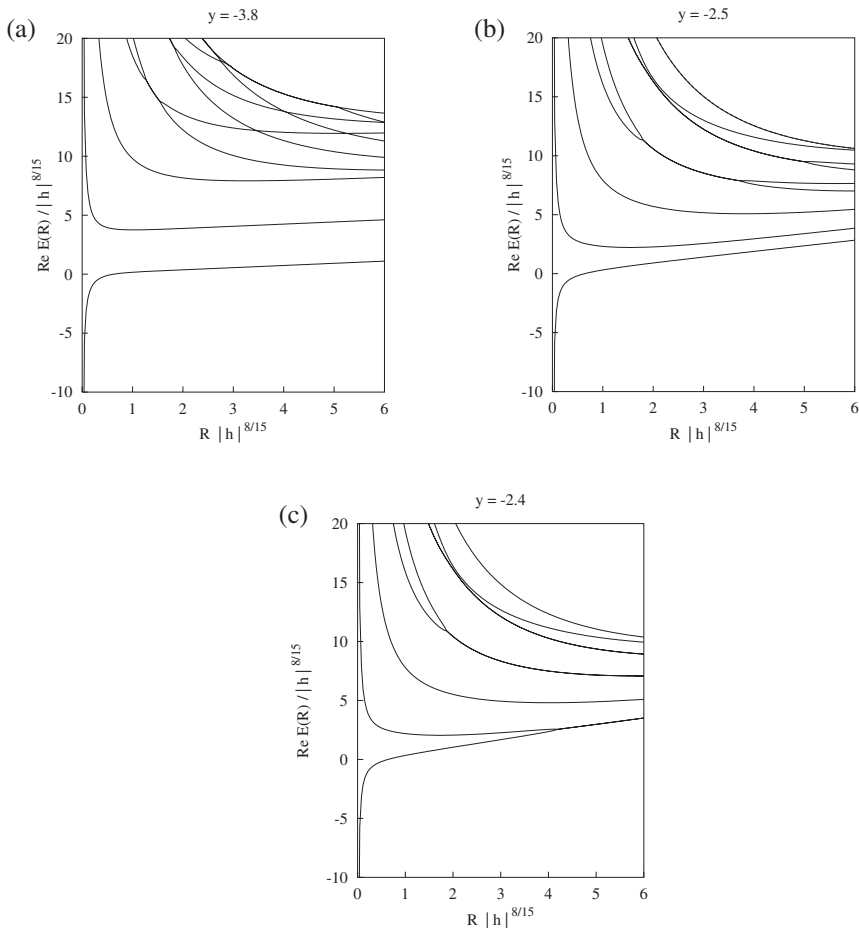 (a)
y = -3.8
Re E(R) / |h|^{8/15}
20
15
10
5
0
-5
-10
0 1 2 3 4 5 6
R |h|^{8/15}
(b)
y = -2.5
Re E(R) / |h|^{8/15}
20
15
10
5
0
-5
-10
0 1 2 3 4 5 6
R |h|^{8/15}
(c)
y = -2.4
Re E(R) / |h|^{8/15}
20
15
10
5
0
-5
-10
0 1 2 3 4 5 6
R |h|^{8/15}